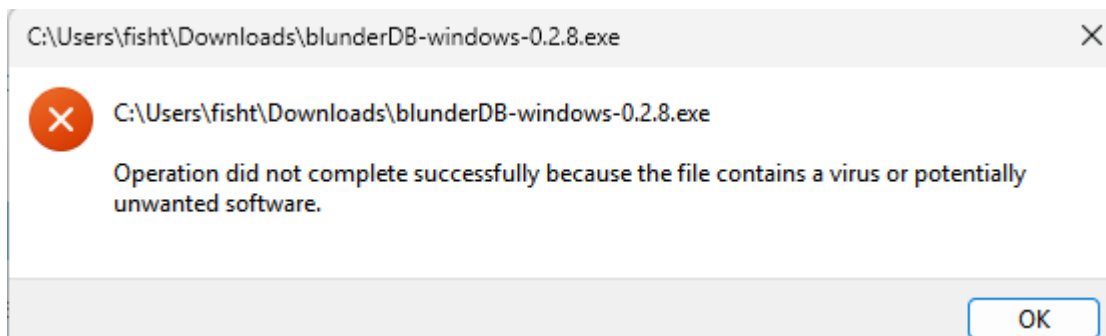 C:\Users\fisht\Downloads\blunderDB-windows-0.2.8.exe
C:\Users\fisht\Downloads\blunderDB-windows-0.2.8.exe
Operation did not complete successfully because the file contains a virus or potentially
unwanted software.
OK